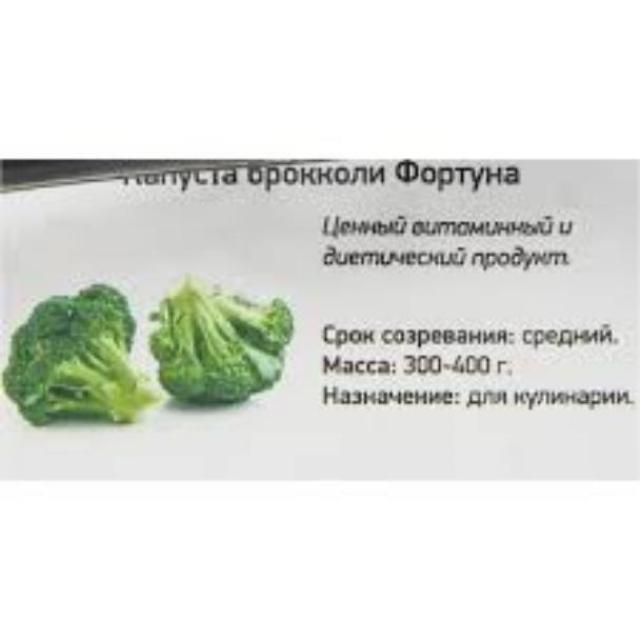 Капуста брокколи Фортуна
Ценный витаминный и
диетический продукт.
Срок созревания: средний.
Масса: 300-400 г.
Назначение: для кулинарии.